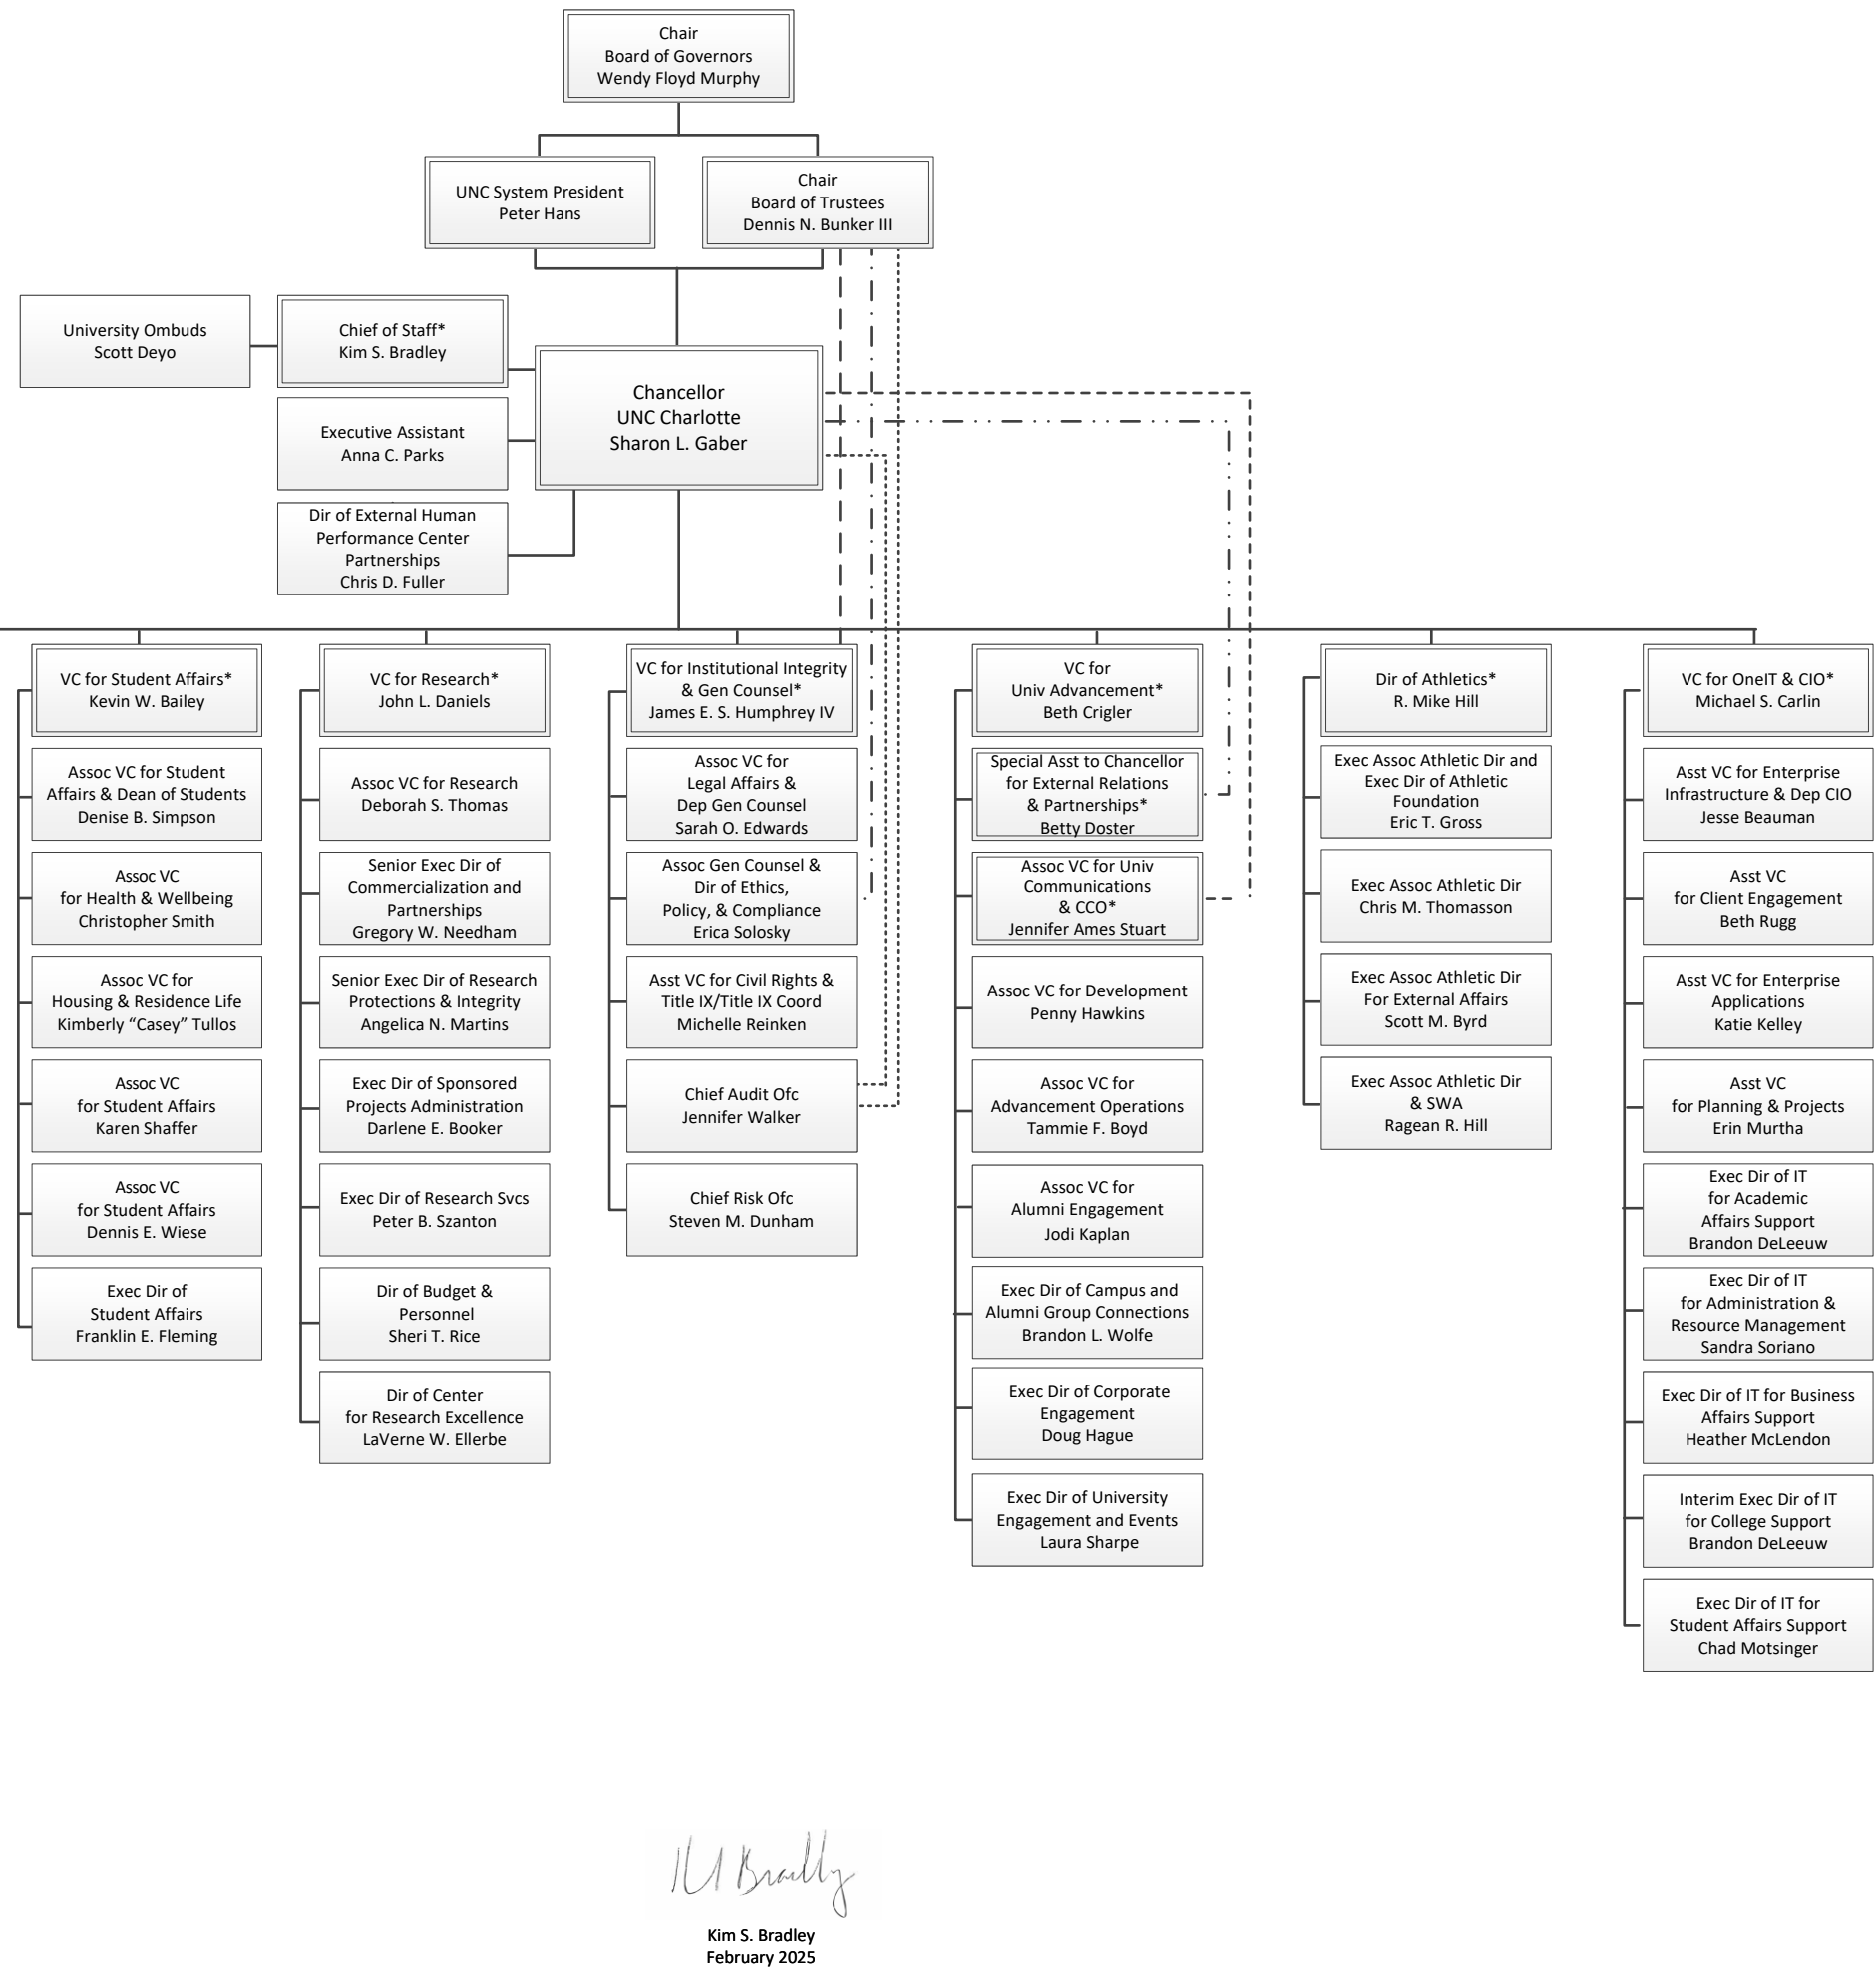 Chair
Board of Governors
Wendy Floyd Murphy
UNC System President
Peter Hans
Chair
Board of Trustees
Dennis N. Bunker III
University Ombuds
Scott Deyo
Chief of Staff*
Kim S. Bradley
Executive Assistant
Anna C. Parks
Dir of External Human
Performance Center
Partnerships
Chris D. Fuller
Chancellor
UNC Charlotte
Sharon L. Gaber
VC for Student Affairs*
Kevin W. Bailey
Assoc VC for Student
Affairs & Dean of Students
Denise B. Simpson
Assoc VC
for Health & Wellbeing
Christopher Smith
Assoc VC for
Housing & Residence Life
Kimberly “Casey” Tullos
Assoc VC
for Student Affairs
Karen Shaffer
Assoc VC
for Student Affairs
Dennis E. Wiese
Exec Dir of
Student Affairs
Franklin E. Fleming
VC for Research*
John L. Daniels
Assoc VC for Research
Deborah S. Thomas
Senior Exec Dir of
Commercialization and
Partnerships
Gregory W. Needham
Senior Exec Dir of Research
Protections & Integrity
Angelica N. Martins
Exec Dir of Sponsored
Projects Administration
Darlene E. Booker
Exec Dir of Research Svcs
Peter B. Szanton
Dir of Budget &
Personnel
Sheri T. Rice
Dir of Center
for Research Excellence
LaVerne W. Ellerbe
VC for Institutional Integrity
& Gen Counsel*
James E. S. Humphrey IV
Assoc VC for
Legal Affairs &
Dep Gen Counsel
Sarah O. Edwards
Assoc Gen Counsel &
Dir of Ethics,
Policy, & Compliance
Erica Solosky
Asst VC for Civil Rights &
Title IX/Title IX Coord
Michelle Reinken
Chief Audit Ofc
Jennifer Walker
Chief Risk Ofc
Steven M. Dunham
VC for
Univ Advancement*
Beth Crigler
Special Asst to Chancellor
for External Relations
& Partnerships*
Betty Doster
Assoc VC for Univ
Communications
& CCO*
Jennifer Ames Stuart
Assoc VC for Development
Penny Hawkins
Assoc VC for
Advancement Operations
Tammie F. Boyd
Assoc VC for
Alumni Engagement
Jodi Kaplan
Exec Dir of Campus and
Alumni Group Connections
Brandon L. Wolfe
Exec Dir of Corporate
Engagement
Doug Hague
Exec Dir of University
Engagement and Events
Laura Sharpe
Dir of Athletics*
R. Mike Hill
Exec Assoc Athletic Dir and
Exec Dir of Athletic
Foundation
Eric T. Gross
Exec Assoc Athletic Dir
Chris M. Thomasson
Exec Assoc Athletic Dir
For External Affairs
Scott M. Byrd
Exec Assoc Athletic Dir
& SWA
Ragean R. Hill
VC for OneIT & CIO*
Michael S. Carlin
Asst VC for Enterprise
Infrastructure & Dep CIO
Jesse Beauman
Asst VC
for Client Engagement
Beth Rugg
Asst VC for Enterprise
Applications
Katie Kelley
Asst VC
for Planning & Projects
Erin Murtha
Exec Dir of IT
for Academic
Affairs Support
Brandon DeLeeuw
Exec Dir of IT
for Administration &
Resource Management
Sandra Soriano
Exec Dir of IT for Business
Affairs Support
Heather McLendon
Interim Exec Dir of IT
for College Support
Brandon DeLeeuw
Exec Dir of IT for
Student Affairs Support
Chad Motsinger
Kim S. Bradley
February 2025